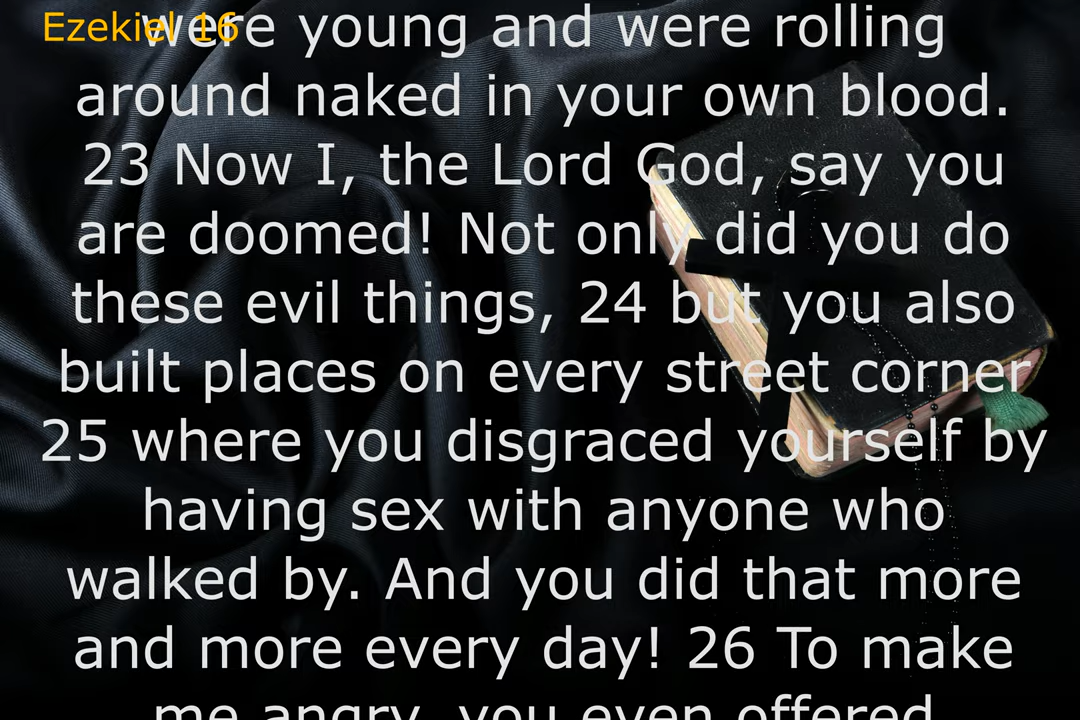 Ezekiel 16
were young and were rolling
around naked in your own blood.
23 Now I, the Lord God, say you
are doomed! Not only did you do
these evil things, 24 but you also
built places on every street corner
25 where you disgraced yourself by
having sex with anyone who
walked by. And you did that more
and more every day! 26 To make
me angry, you even offered